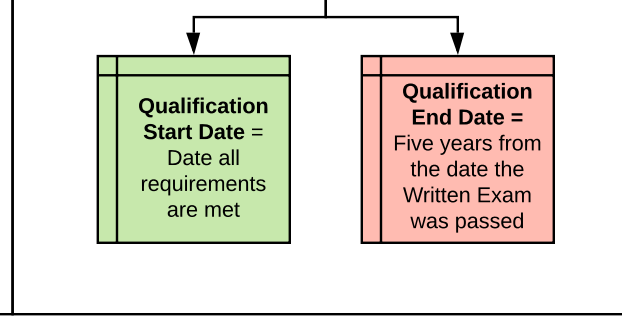 Qualification
Start Date =
Date all
requirements
are met
Qualification
End Date =
Five years from
the date the
Written Exam
was passed